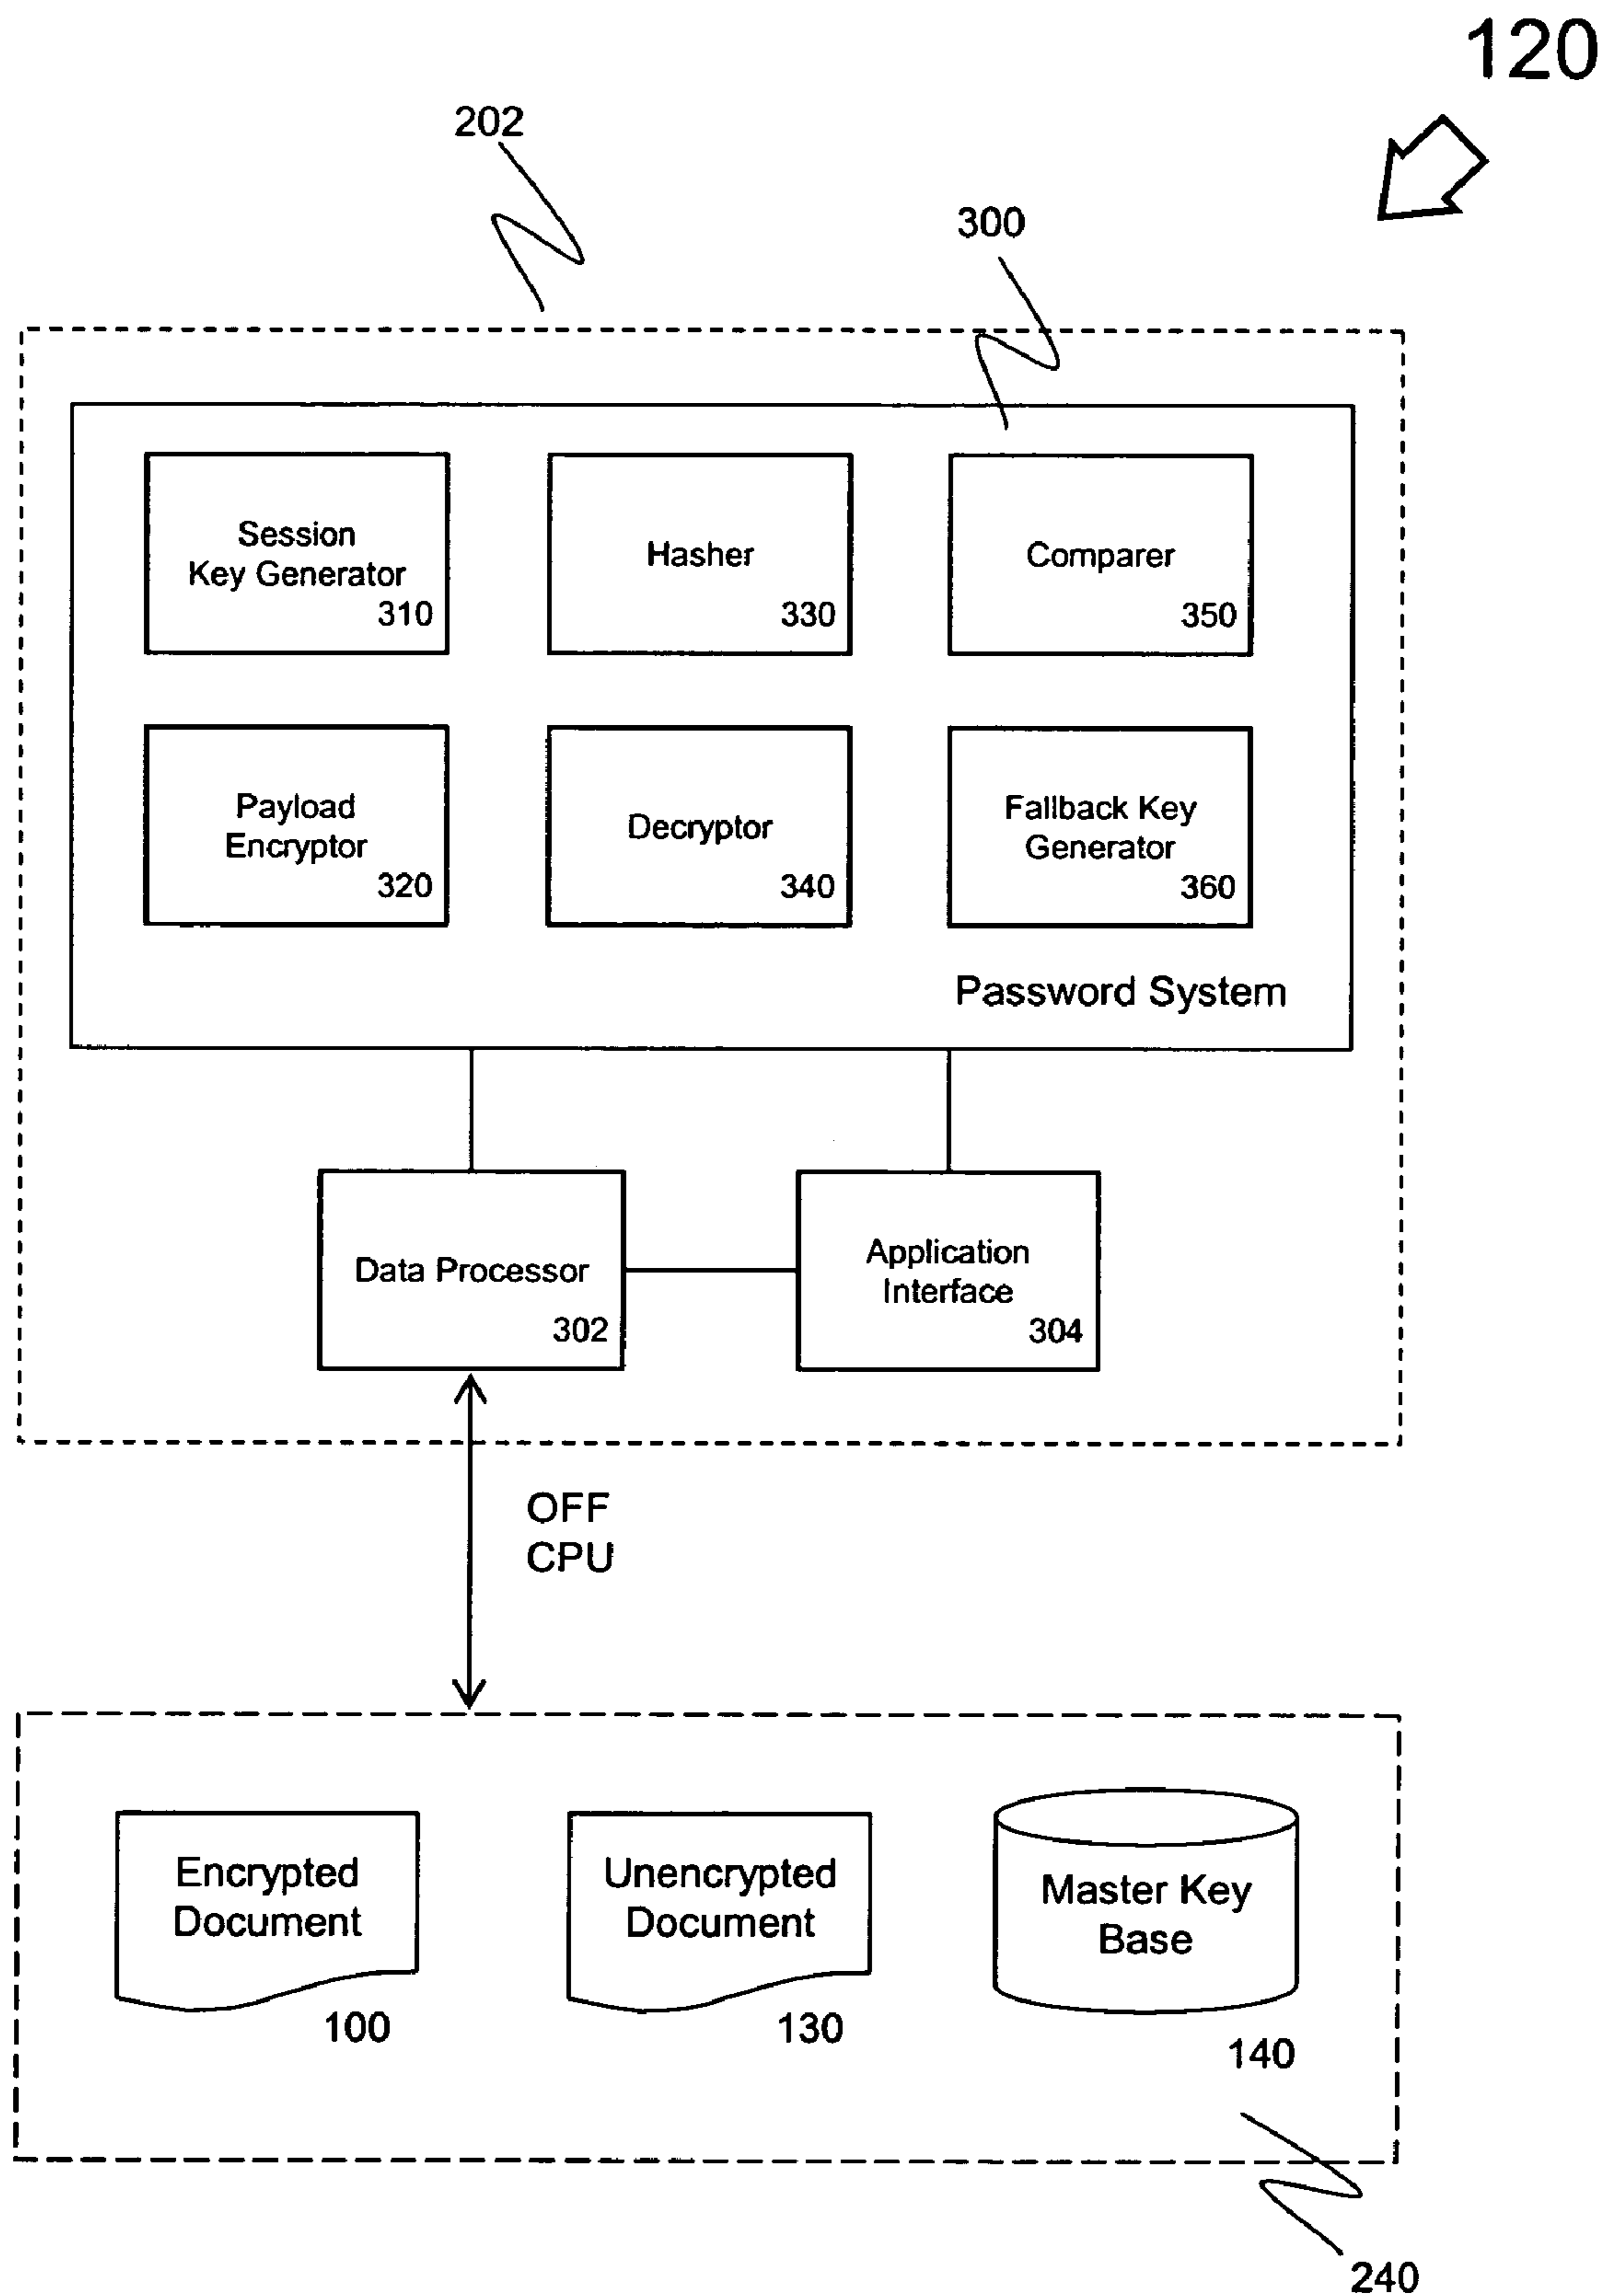 120
202
300
Session
Key Generator
310
Hasher
330
Comparer
350
Payload
Encryptor
320
Decryptor
340
Fallback Key
Generator
360
Password System
Data Processor
302
Application
Interface
304
OFF
CPU
Encrypted
Document
100
Unencrypted
Document
130
Master Key
Base
140
240